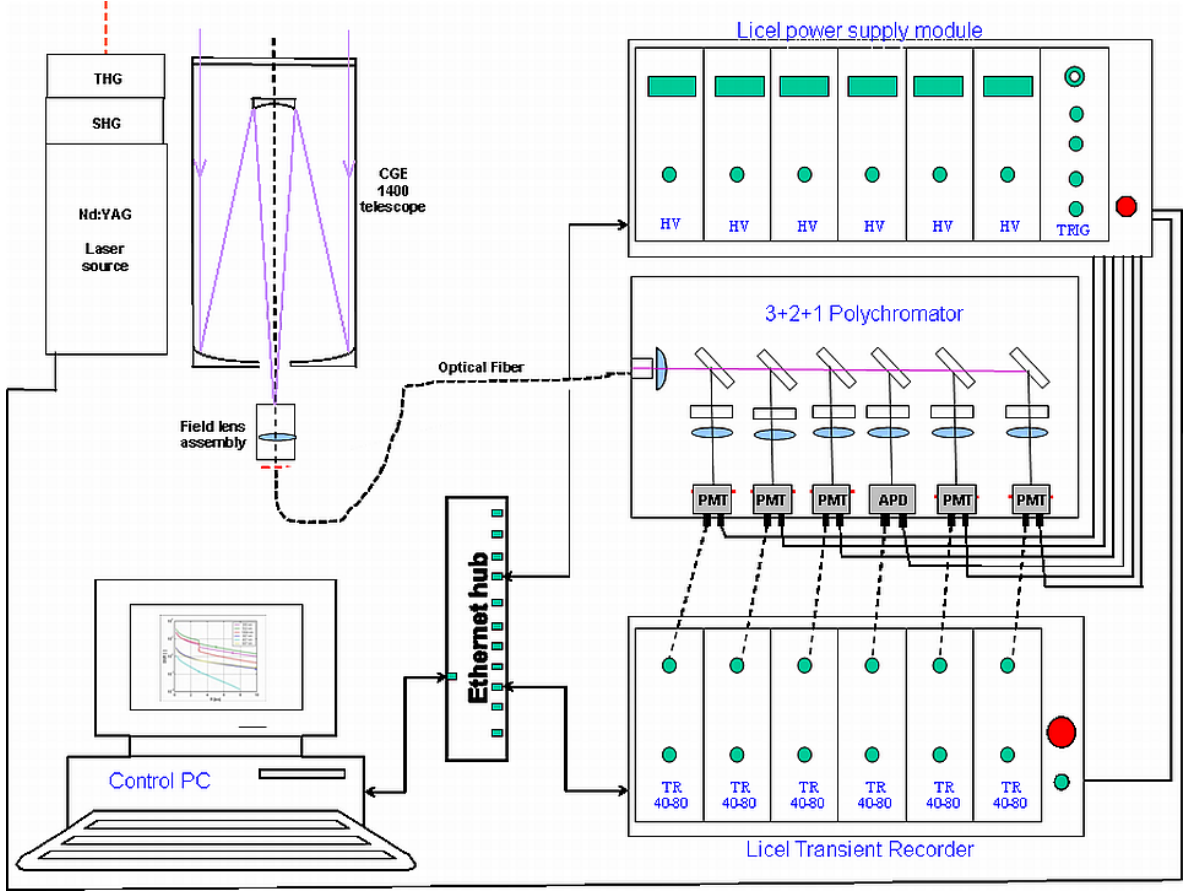 Licel power supply module
THG
SHG
Nd:YAG
Laser
source
CGE
1400
telescope
HV
HV
HV
HV
HV
HV
TRIG
3+2+1 Polychromator
Optical Fiber
Field lens
assembly
PMT
PMT
PMT
APD
PMT
PMT
Ethernet hub
Control PC
TR
40-80
TR
40-80
TR
40-80
TR
40-80
TR
40-80
TR
40-80
Licel Transient Recorder